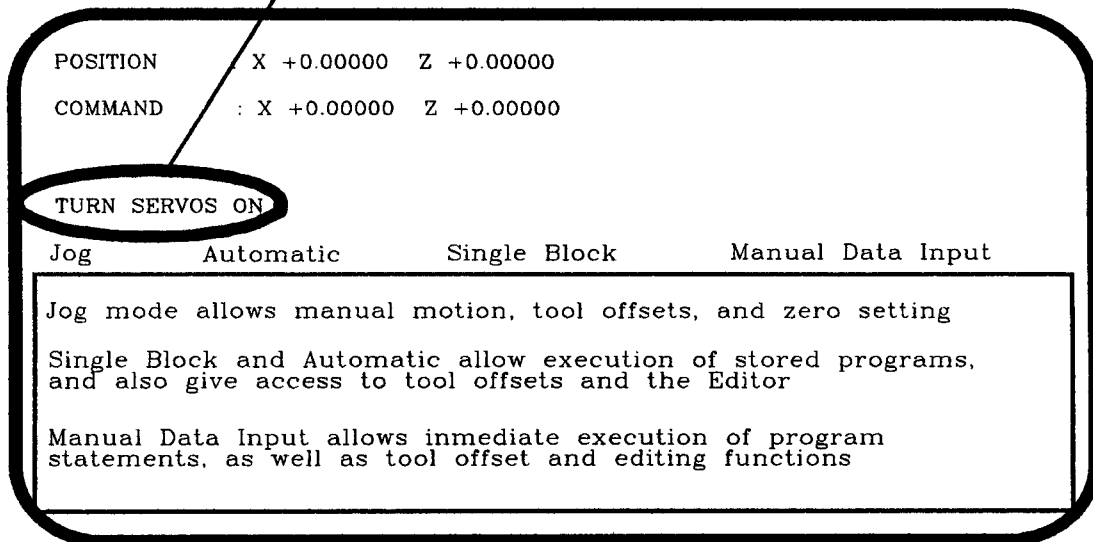 POSITION : X +0.00000 Z +0.00000
COMMAND : X +0.00000 Z +0.00000
TURN SERVOS ON
Jog Automatic Single Block Manual Data Input
Jog mode allows manual motion, tool offsets, and zero setting
Single Block and Automatic allow execution of stored programs,
and also give access to tool offsets and the Editor
Manual Data Input allows inmediate execution of program
statements, as well as tool offset and editing functions